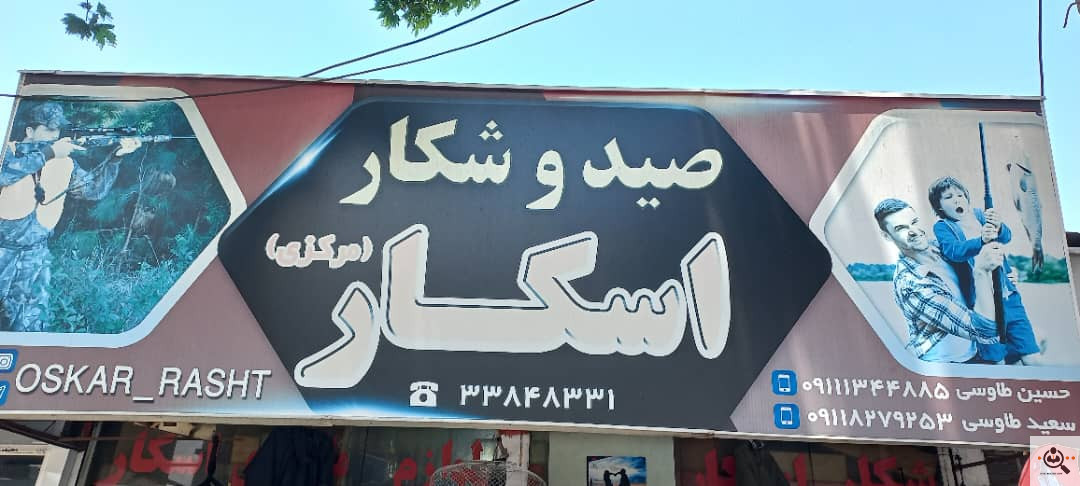 صید و شکار
اسکار (مرکزی)
۳۳۸۴۸۳۳۱
OSKAR_RASHT
حسین طاوسی ۰۹۱۱۱۳۴۴۸۸۵
سعید طاوسی ۰۹۱۱۸۲۷۹۲۵۳